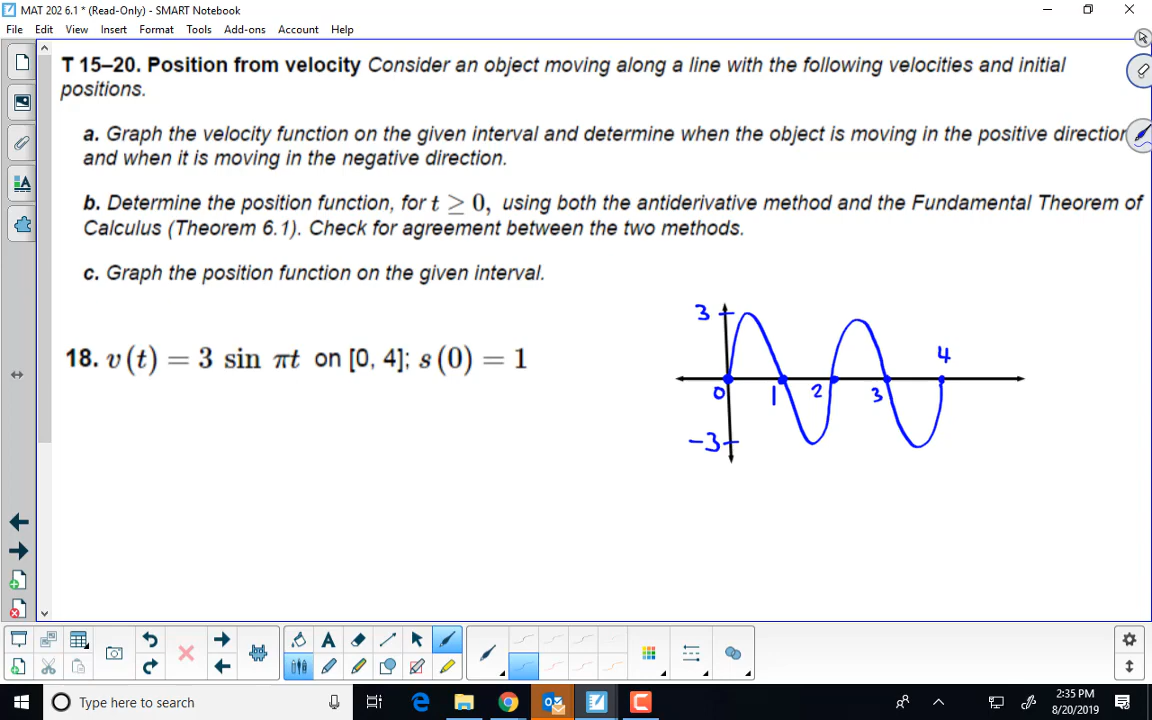 MAT 202 6.1 * (Read-Only) - SMART Notebook
File Edit View Insert Format Tools Add-ons Account Help
T 15–20. Position from velocity Consider an object moving along a line with the following velocities and initial
positions.
a. Graph the velocity function on the given interval and determine when the object is moving in the positive direction
and when it is moving in the negative direction.
b. Determine the position function, for t ≥ 0, using both the antiderivative method and the Fundamental Theorem of
Calculus (Theorem 6.1). Check for agreement between the two methods.
c. Graph the position function on the given interval.
3
18. v(t) = 3 sin πt on [0, 4]; s(0) = 1
4
0 1 2 3
-3
Type here to search
2:35 PM
8/20/2019